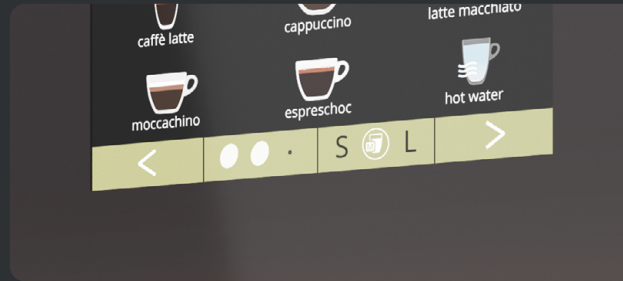 caffè latte
cappuccino
latte macchiato
moccachino
espreschoc
hot water
< S L >